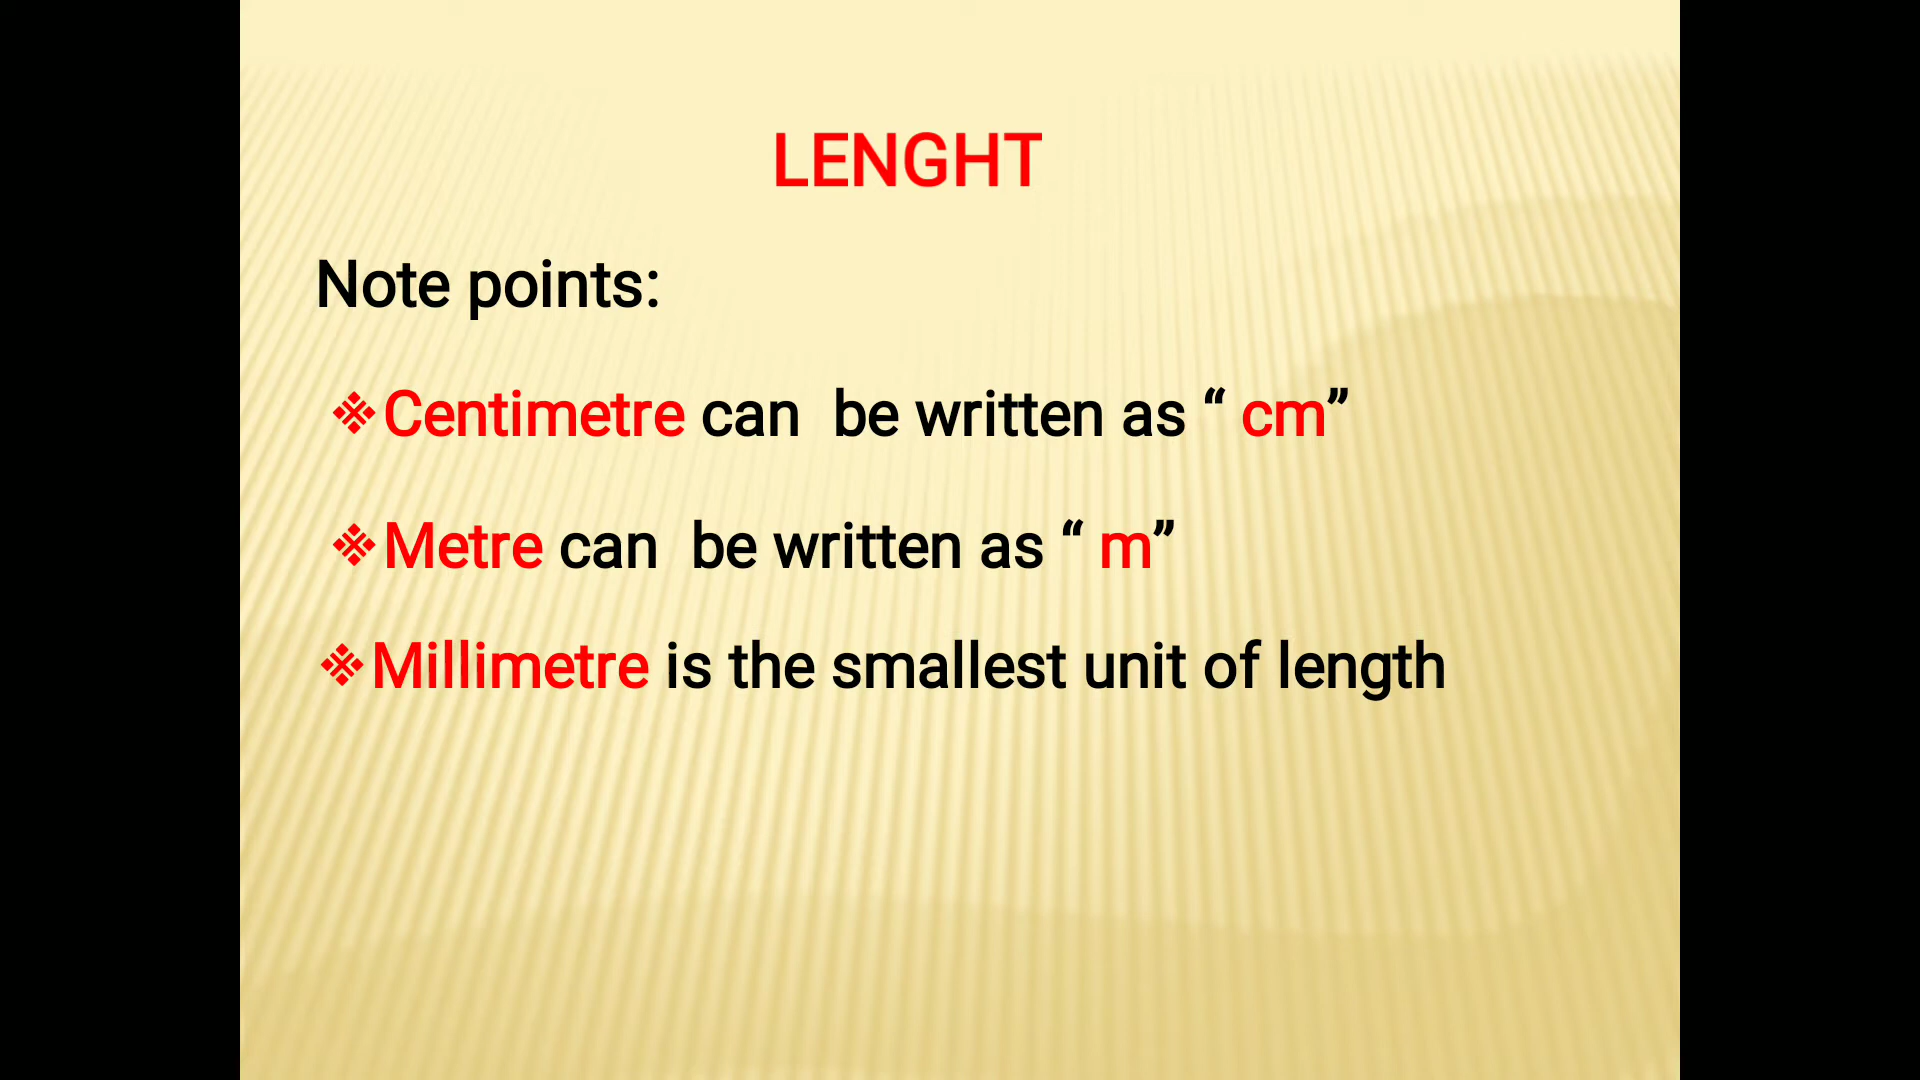 LENGHT
Note points:
❖Centimetre can  be written as “ cm”
❖Metre can  be written as “ m”
❖Millimetre is the smallest unit of length